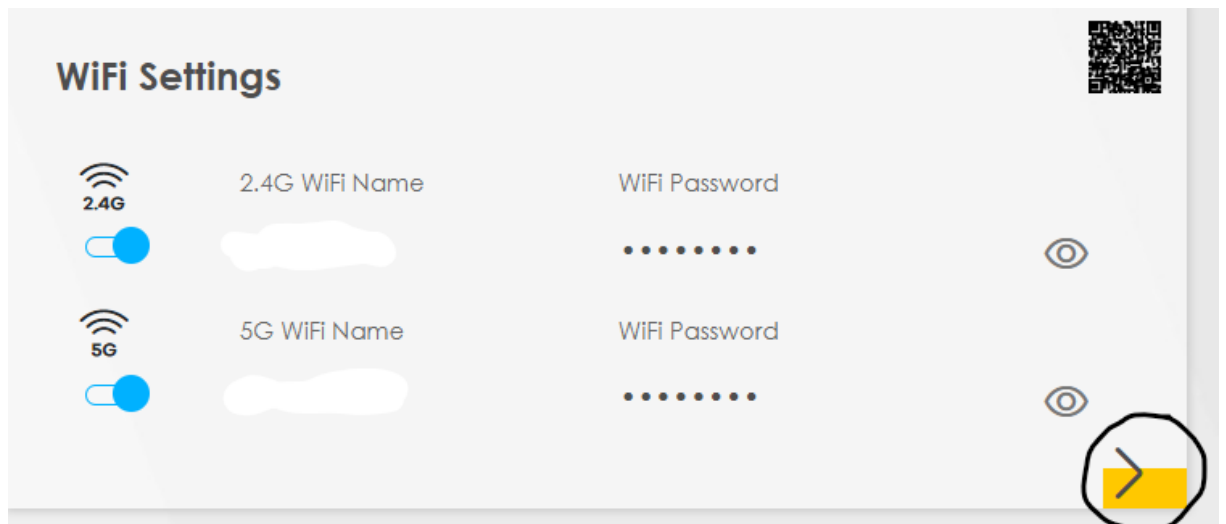 WiFi Settings
2.4G
2.4G WiFi Name
WiFi Password
••••••••
5G
5G WiFi Name
WiFi Password
••••••••